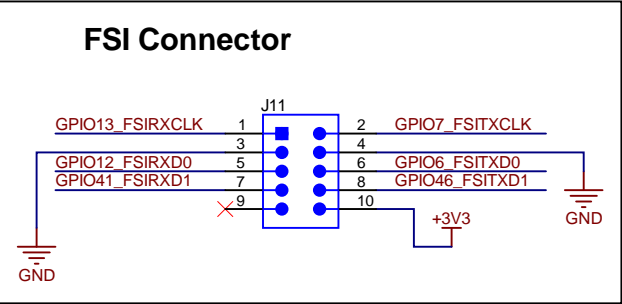 FSI Connector
J11
GPIO13_FSIRXCLK 1 2 GPIO7_FSITXCLK
3 4
GPIO12_FSIRXD0 5 6 GPIO6_FSITXD0
GPIO41_FSIRXD1 7 8 GPIO46_FSITXD1
9 10
+3V3
GND
GND